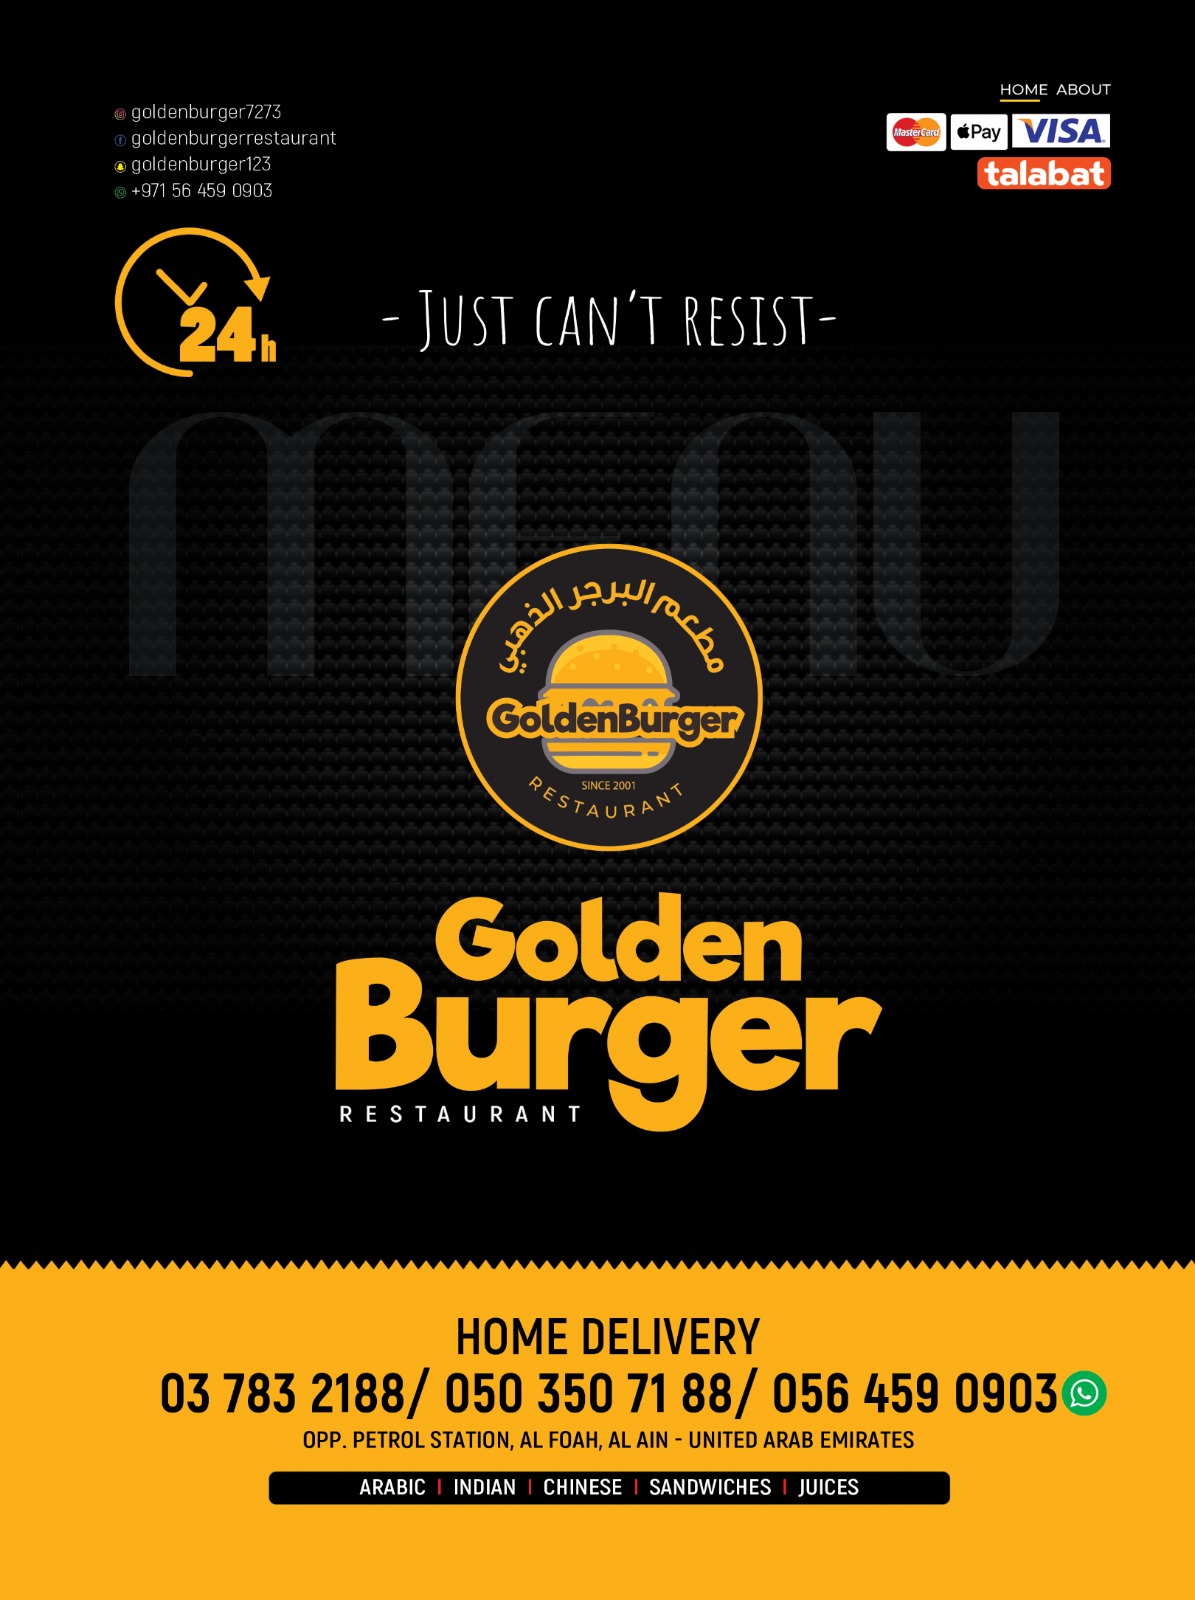 goldenburger7273
goldenburgerrestaurant
goldenburger123
+971 56 459 0903
HOME ABOUT
MasterCard Pay VISA
talabat
24h
- JUST CAN'T RESIST-
MENU
مطعم البرجر الذهبي
GoldenBurger
SINCE 2001
RESTAURANT
Golden
Burger
RESTAURANT
HOME DELIVERY
03 783 2188/ 050 350 71 88/ 056 459 0903
OPP. PETROL STATION, AL FOAH, AL AIN - UNITED ARAB EMIRATES
ARABIC | INDIAN | CHINESE | SANDWICHES | JUICES